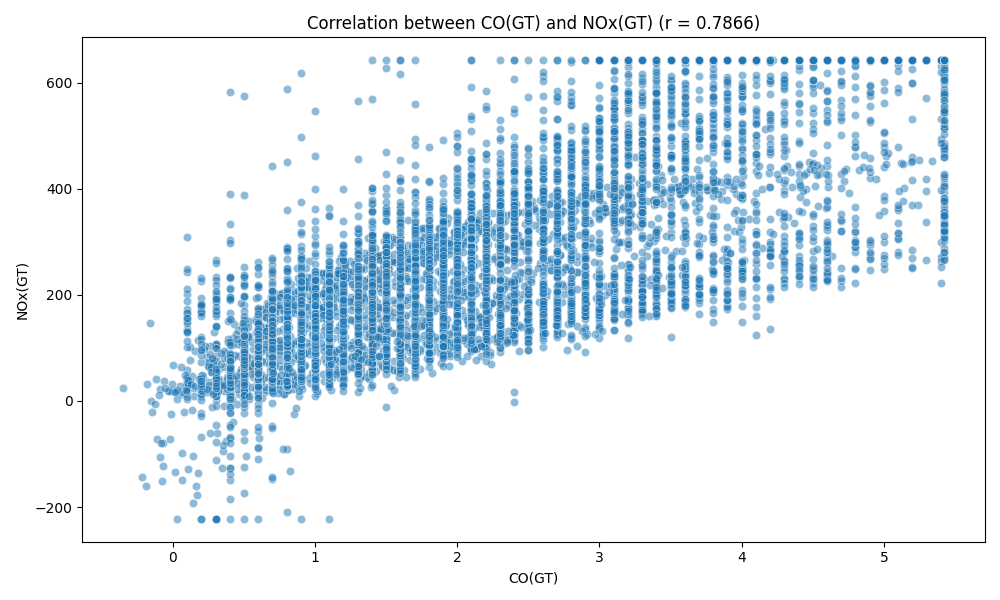 Correlation between CO(GT) and NOx(GT) (r = 0.7866)
NOx(GT)
600
400
200
0
−200
0 1 2 3 4 5
CO(GT)